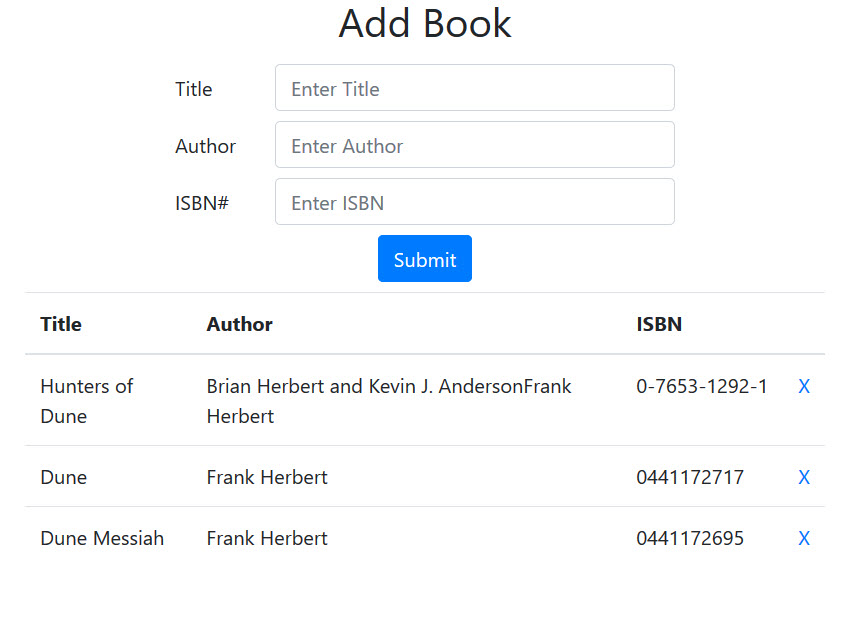 Add Book
Title Enter Title
Author Enter Author
ISBN# Enter ISBN
Submit
Title Author ISBN
Hunters of Brian Herbert and Kevin J. AndersonFrank 0-7653-1292-1 X
Dune Herbert
Dune Frank Herbert 0441172717 X
Dune Messiah Frank Herbert 0441172695 X